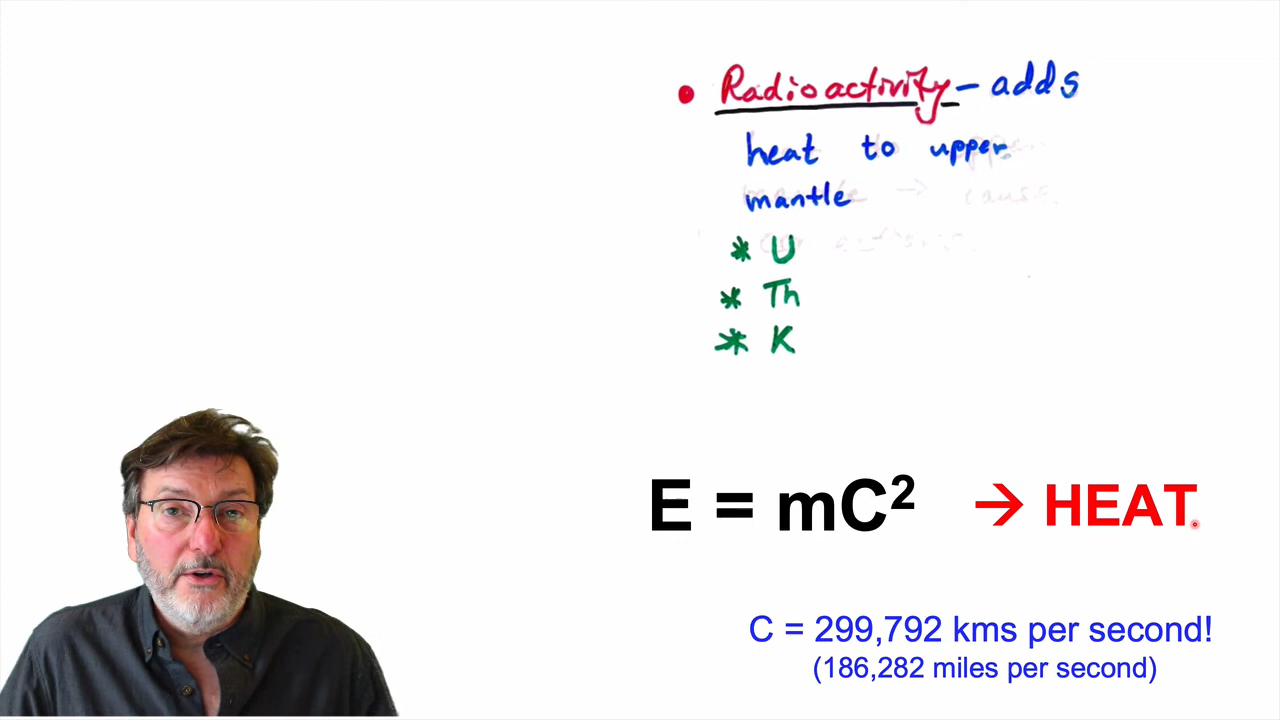 • Radioactivity - adds
heat to upper
mantle
* U
* Th
* K
E = mC² → HEAT
C = 299,792 kms per second!
(186,282 miles per second)